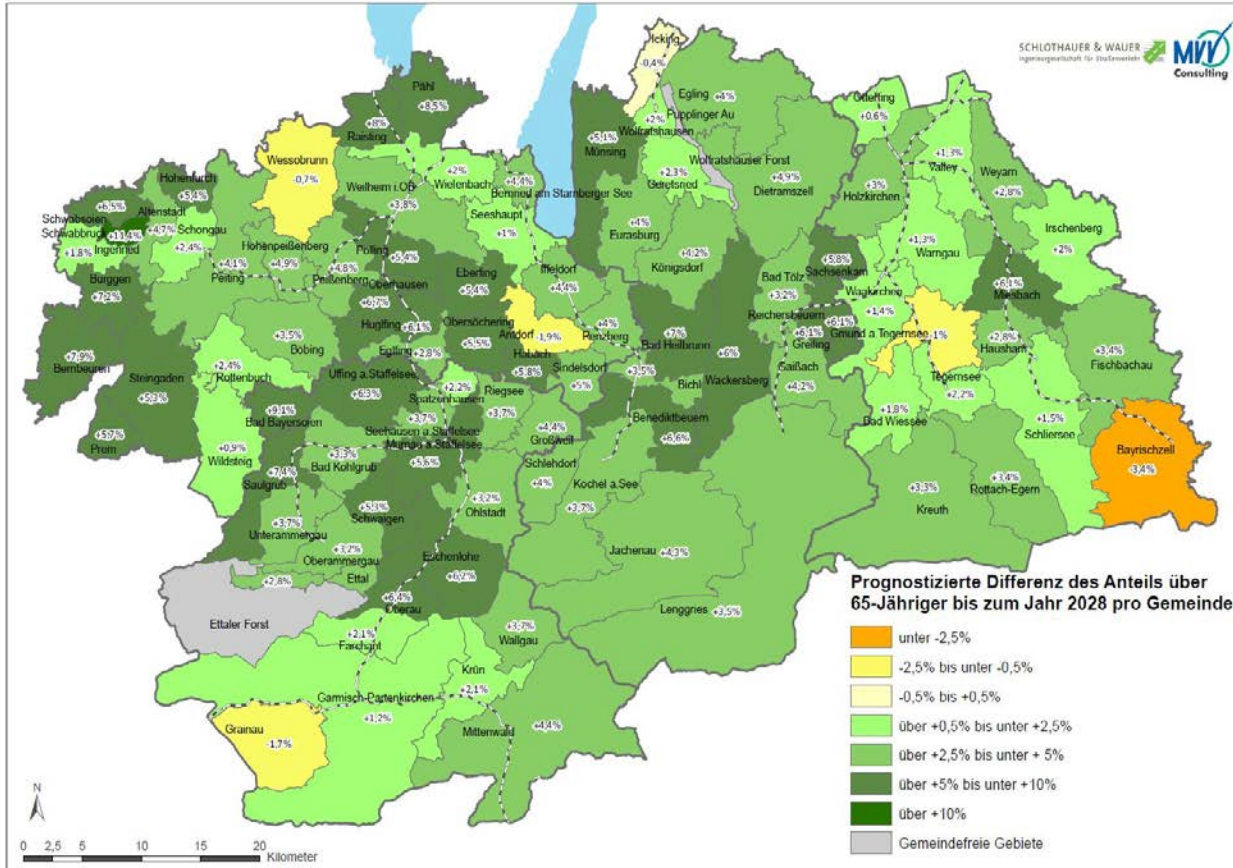 SCHLOTHAUER & WAUER
Ingenieurgesellschaft für Straßenverkehr
MVV
Consulting
Icking
-0,4%
Pähl
+8,5%
Raisting
+8%
Egling
+4%
Pupplinger Au
+2%
Wolfratshausen
Otterfing
+0,6%
+5,1%
Münsing
Wessobrunn
-0,7%
+2%
Wielenbach
+4,4%
Bernried am Starnberger See
Wolfratshauser Forst
+2,3%
Geretsried
+4,9%
Dietramszell
+1,3%
Valley
Weyarn
+2,8%
Holzkirchen
+3%
Hohenfurch
+5,4%
Weilheim i.OB
+3,8%
Seeshaupt
+1%
+4%
Eurasburg
Irschenberg
+2%
+6,5%
Schwabsoien
Altenstadt
+4,7%
Schwabbruck
+11,4%
Schongau
+2,4%
Ingenried
+1,8%
Hohenpeißenberg
+4,9%
Polling
+5,4%
+4,2%
Königsdorf
+1,3%
Warngau
Peiting
+4,1%
+4,8%
Peißenberg
Eberfing
+5,4%
Iffeldorf
+4,4%
Bad Tölz
+3,2%
+5,8%
Sachsenkam
Burggen
+7,2%
Oberhausen
+6,7%
+6,1%
Miesbach
Waakirchen
+1,4%
Reichersbeuern
+6,1%
+6,1%
Greiling
Gmund a.Tegernsee
-1%
Huglfing
+6,1%
Obersöchering
+5,5%
Antdorf
-1,9%
+4%
Penzberg
+7%
Bad Heilbrunn
+6%
Wackersberg
+2,8%
Hausham
+3,4%
Fischbachau
+3,5%
Böbing
Eglfing
+2,8%
Habach
+5,8%
Sindelsdorf
+5%
+3,5%
Gaißach
+4,2%
+7,9%
Bernbeuren
Steingaden
+5,3%
+2,4%
Rottenbuch
Uffing a.Staffelsee
+6,3%
+2,2%
Spatzenhausen
Riegsee
+3,7%
Bichl
Tegernsee
+2,2%
+1,8%
Bad Wiessee
+1,5%
Schliersee
+9,1%
Bad Bayersoien
+3,7%
Seehausen a.Staffelsee
Murnau a.Staffelsee
+5,6%
+4,4%
Großweil
Benediktbeuern
+6,6%
Bayrischzell
-3,4%
+5,7%
Prem
+0,9%
Wildsteig
+3,3%
Bad Kohlgrub
+7,4%
Saulgrub
Schlehdorf
+4%
Kochel a.See
+3,7%
+3,4%
Rottach-Egern
+3,3%
Kreuth
+5,3%
Schwaigen
+3,2%
Ohlstadt
+3,7%
Unterammergau
+3,2%
Oberammergau
Jachenau
+4,3%
Eschenlohe
+6,2%
Ettal
+2,8%
+6,4%
Oberau
Ettaler Forst
Lenggries
+3,5%
+2,1%
Farchant
+3,7%
Wallgau
Krün
+2,1%
Garmisch-Partenkirchen
+1,2%
Grainau
-1,7%
Mittenwald
+4,4%
Prognostizierte Differenz des Anteils über
65-Jähriger bis zum Jahr 2028 pro Gemeinde
unter -2,5%
-2,5% bis unter -0,5%
-0,5% bis +0,5%
über +0,5% bis unter +2,5%
über +2,5% bis unter + 5%
über +5% bis unter +10%
über +10%
Gemeindefreie Gebiete
N
0 2,5 5 10 15 20
Kilometer